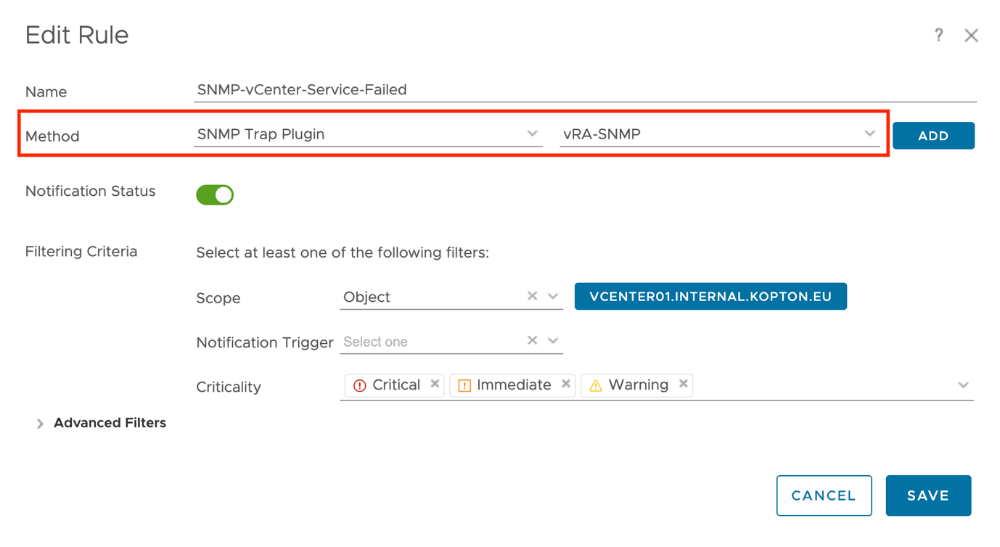 Edit Rule ?
Name SNMP-vCenter-Service-Failed
Method SNMP Trap Plugin vRA-SNMP ADD
Notification Status
Filtering Criteria Select at least one of the following filters:
Scope Object VCENTER01.INTERNAL.KOPTON.EU
Notification Trigger Select one
Criticality Critical Immediate Warning
Advanced Filters
CANCEL SAVE